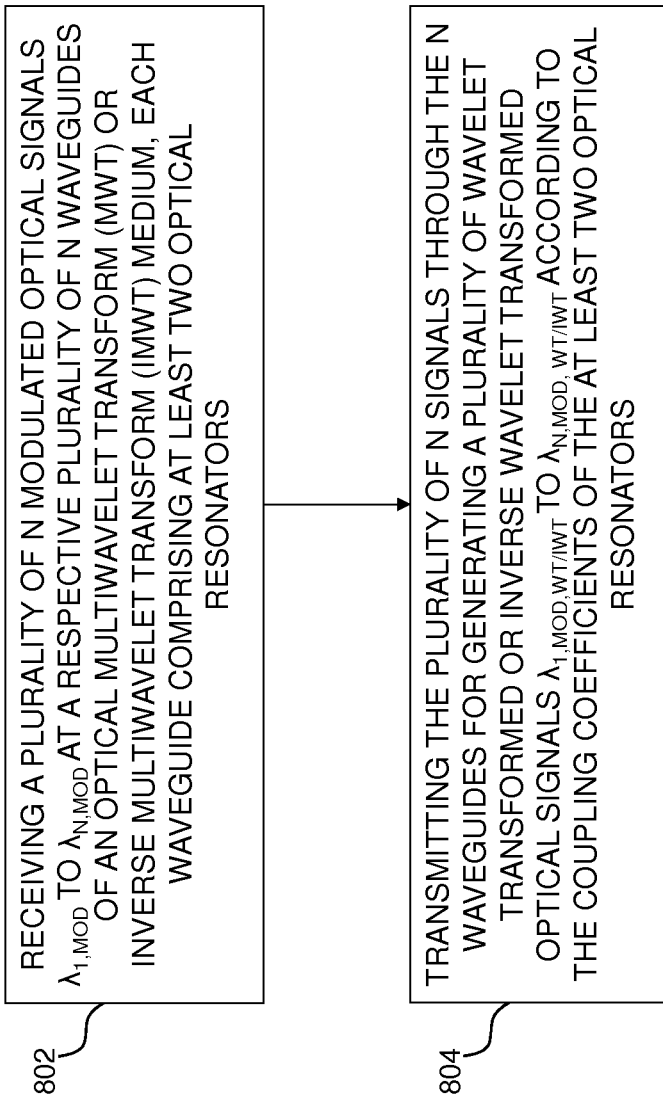 RECEIVING A PLURALITY OF N MODULATED OPTICAL SIGNALS
λ1,MOD TO λN,MOD AT A RESPECTIVE PLURALITY OF N WAVEGUIDES
OF AN OPTICAL MULTIWAVELET TRANSFORM (MWT) OR
INVERSE MULTIWAVELET TRANSFORM (IMWT) MEDIUM, EACH
WAVEGUIDE COMPRISING AT LEAST TWO OPTICAL
RESONATORS
802
TRANSMITTING THE PLURALITY OF N SIGNALS THROUGH THE N
WAVEGUIDES FOR GENERATING A PLURALITY OF WAVELET
TRANSFORMED OR INVERSE WAVELET TRANSFORMED
OPTICAL SIGNALS λ1,MOD,WT/IWT TO λN,MOD, WT/IWT ACCORDING TO
THE COUPLING COEFFICIENTS OF THE AT LEAST TWO OPTICAL
RESONATORS
804